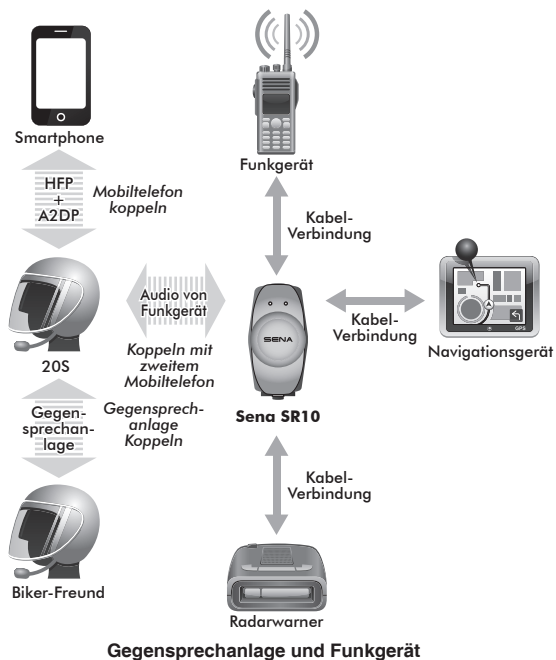 Smartphone
Funkgerät
HFP
+
A2DP
Mobiltelefon
koppeln
Kabel-
Verbindung
Audio von
Funkgerät
SENA
Kabel-
Verbindung
GPS
Navigationsgerät
20S
Koppeln mit
zweitem
Mobiltelefon
Sena SR10
Gegen-
sprechan-
lage
Gegensprech-
anlage
Koppeln
Kabel-
Verbindung
Biker-Freund
Radarwarner
Gegensprechanlage und Funkgerät